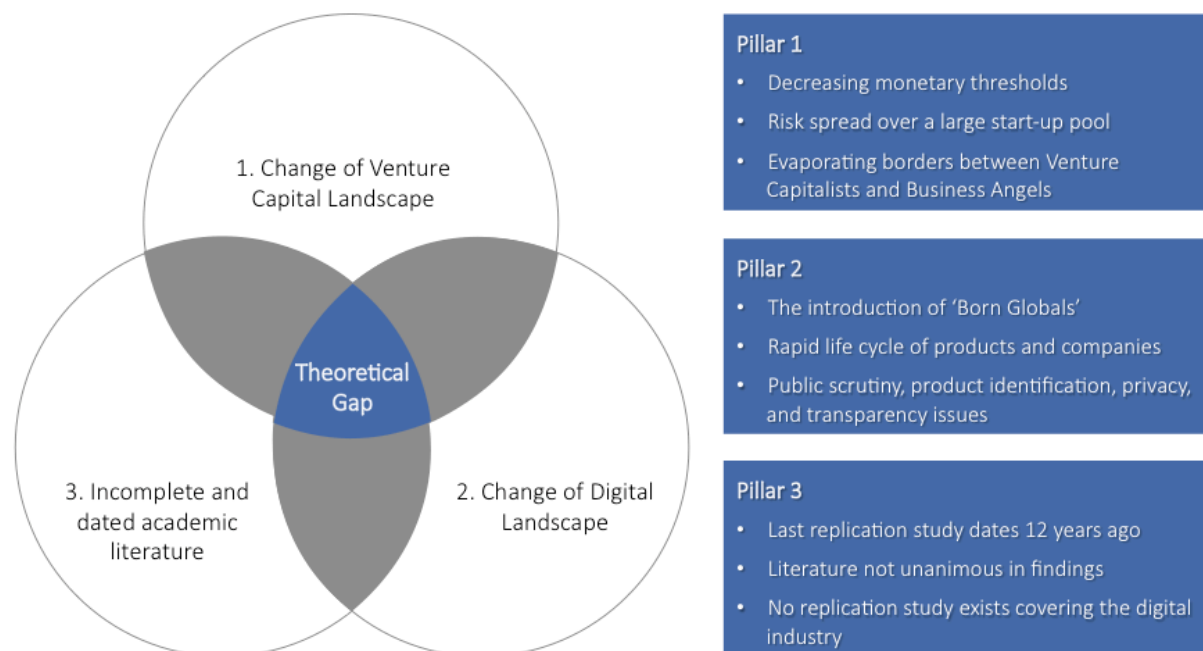 1. Change of Venture
Capital Landscape
Theoretical
Gap
3. Incomplete and
dated academic
literature
2. Change of Digital
Landscape
Pillar 1
• Decreasing monetary thresholds
• Risk spread over a large start-up pool
• Evaporating borders between Venture
Capitalists and Business Angels
Pillar 2
• The introduction of ‘Born Globals’
• Rapid life cycle of products and companies
• Public scrutiny, product identification, privacy,
and transparency issues
Pillar 3
• Last replication study dates 12 years ago
• Literature not unanimous in findings
• No replication study exists covering the digital
industry